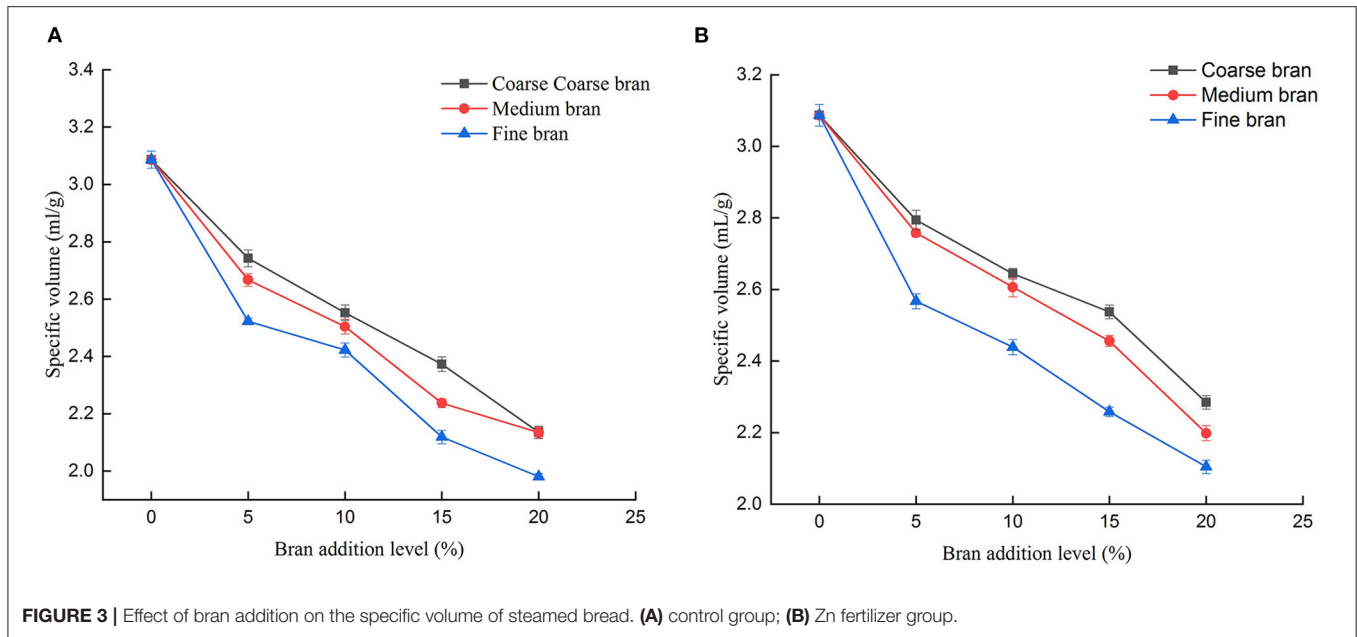 A
3.4
3.2
3.0
2.8
2.6
2.4
2.2
2.0
Specific volume (ml/g)
Coarse Coarse bran
Medium bran
Fine bran
0 5 10 15 20 25
Bran addition level (%)
B
3.2
3.0
2.8
2.6
2.4
2.2
2.0
Specific volume (mL/g)
Coarse bran
Medium bran
Fine bran
0 5 10 15 20 25
Bran addition level (%)
FIGURE 3 | Effect of bran addition on the specific volume of steamed bread. (A) control group; (B) Zn fertilizer group.